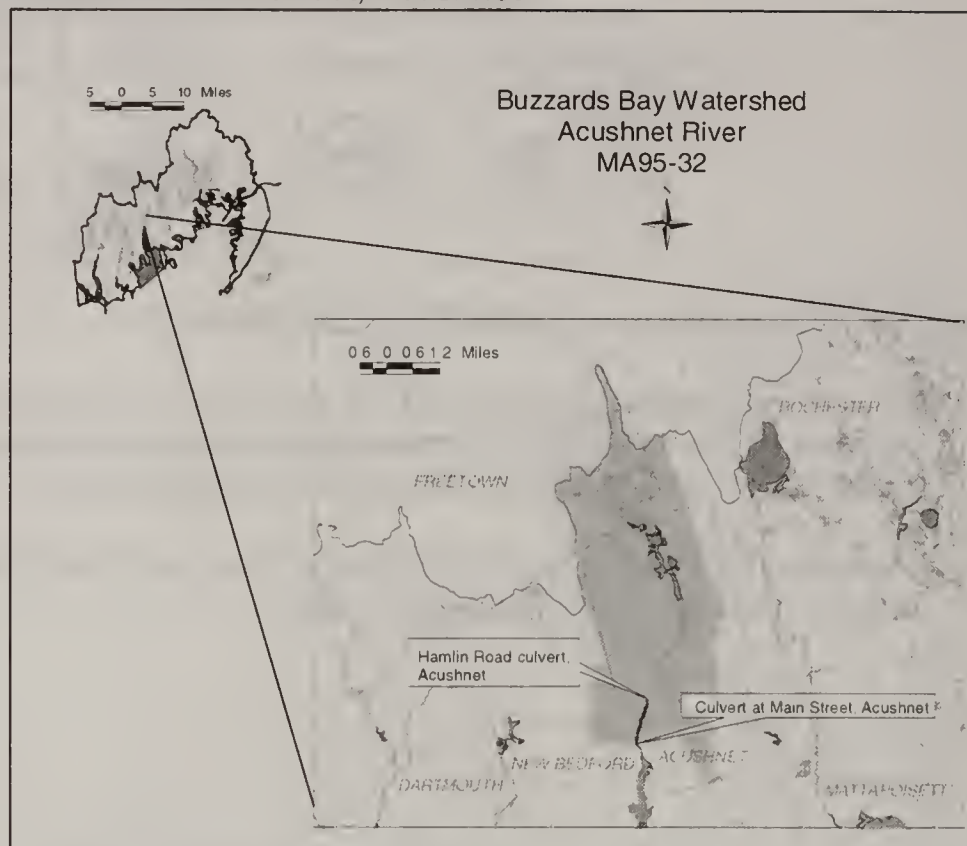 5 0 5 10 Miles
Buzzards Bay Watershed
Acushnet River
MA95-32
0 6 0 0 6 1 2 Miles
ROCHESTER
FREETOWN
Hamlin Road culvert,
Acushnet
Culvert at Main Street, Acushnet
NEW BEDFORD
ACUSHNET
DARTMOUTH
MATTAPOISETT